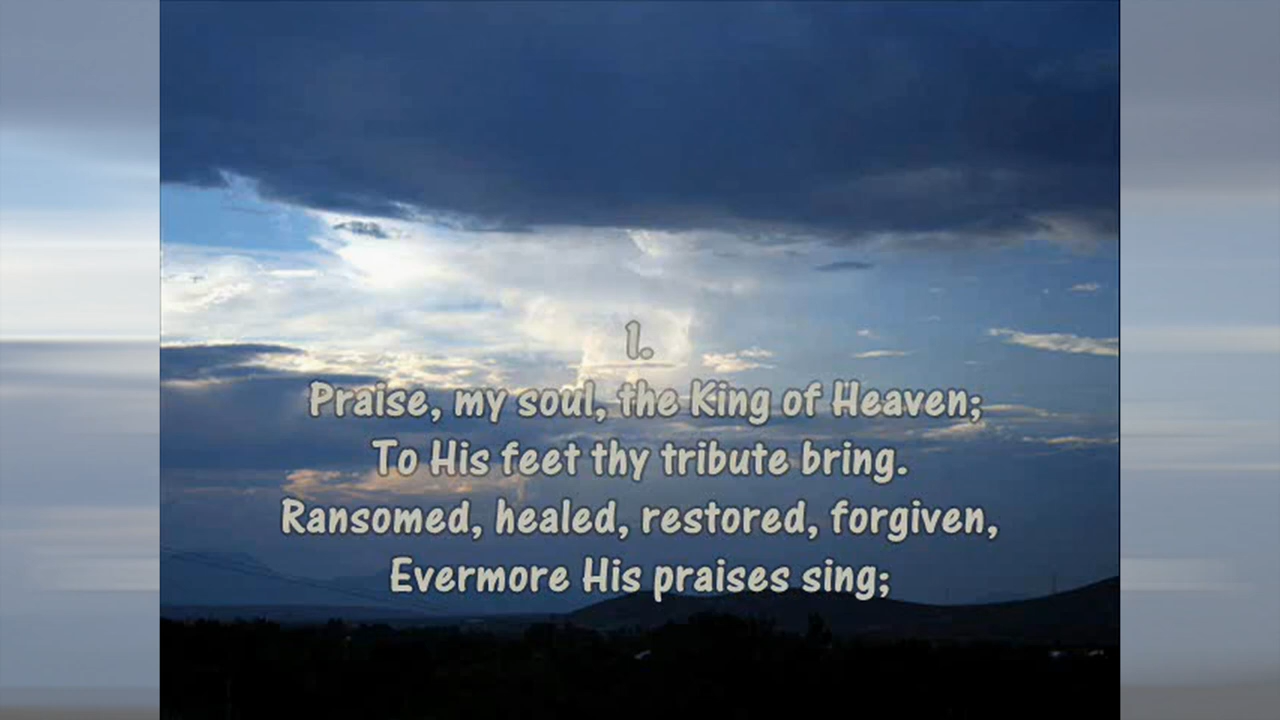 1.
Praise, my soul, the King of Heaven;
To His feet thy tribute bring.
Ransomed, healed, restored, forgiven,
Evermore His praises sing;